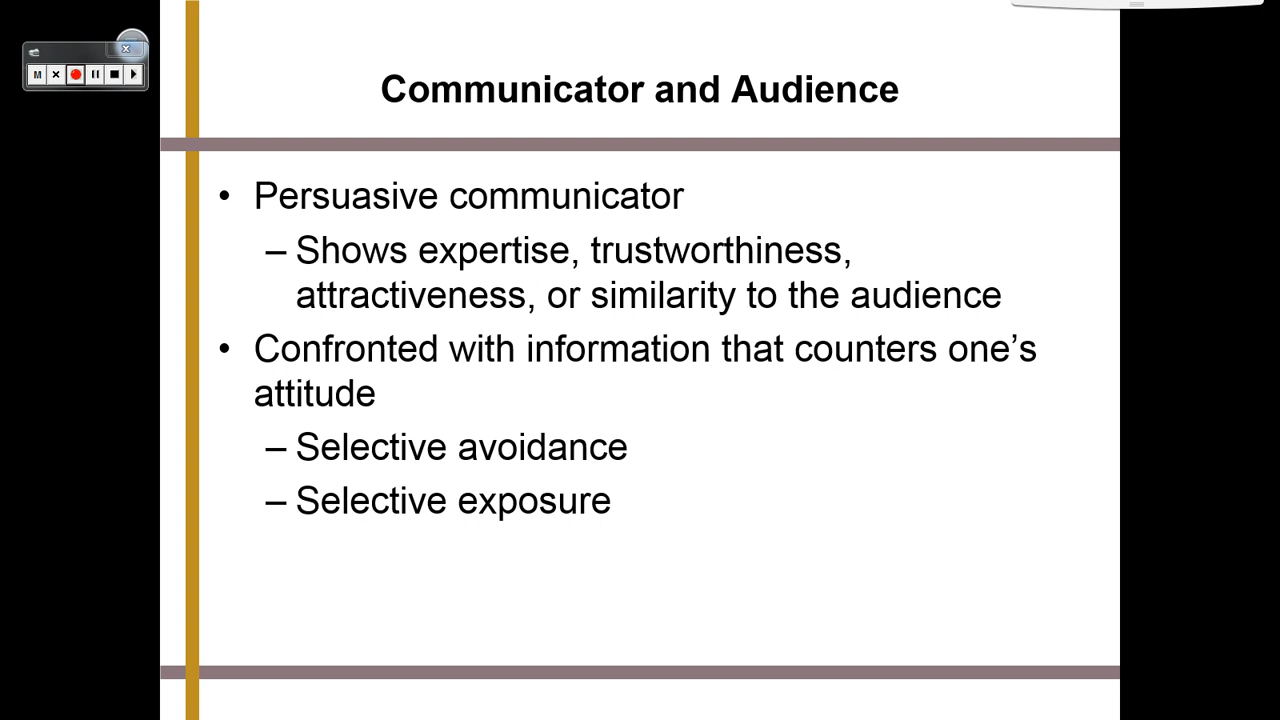 M
Communicator and Audience
• Persuasive communicator
– Shows expertise, trustworthiness,
attractiveness, or similarity to the audience
• Confronted with information that counters one’s
attitude
– Selective avoidance
– Selective exposure